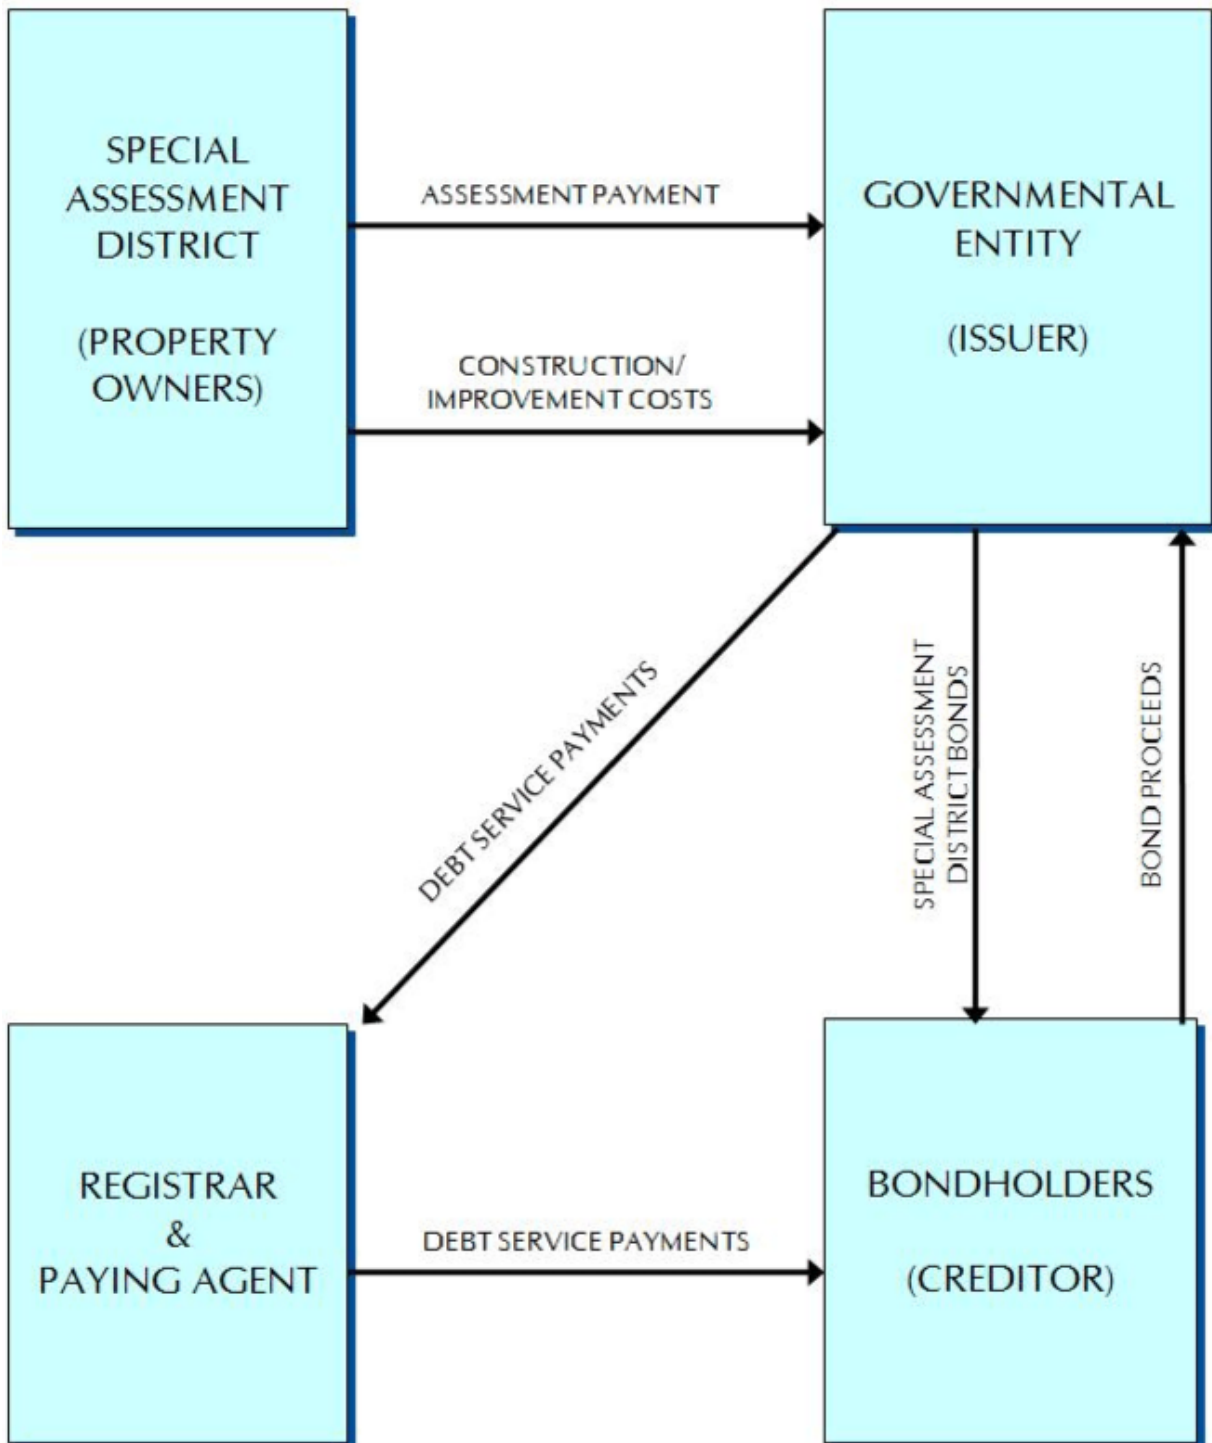 SPECIAL
ASSESSMENT
DISTRICT
(PROPERTY
OWNERS)
ASSESSMENT PAYMENT
CONSTRUCTION/
IMPROVEMENT COSTS
GOVERNMENTAL
ENTITY
(ISSUER)
DEBT SERVICE PAYMENTS
SPECIAL ASSESSMENT
DISTRICT BONDS
BOND PROCEEDS
REGISTRAR
&
PAYING AGENT
DEBT SERVICE PAYMENTS
BONDHOLDERS
(CREDITOR)